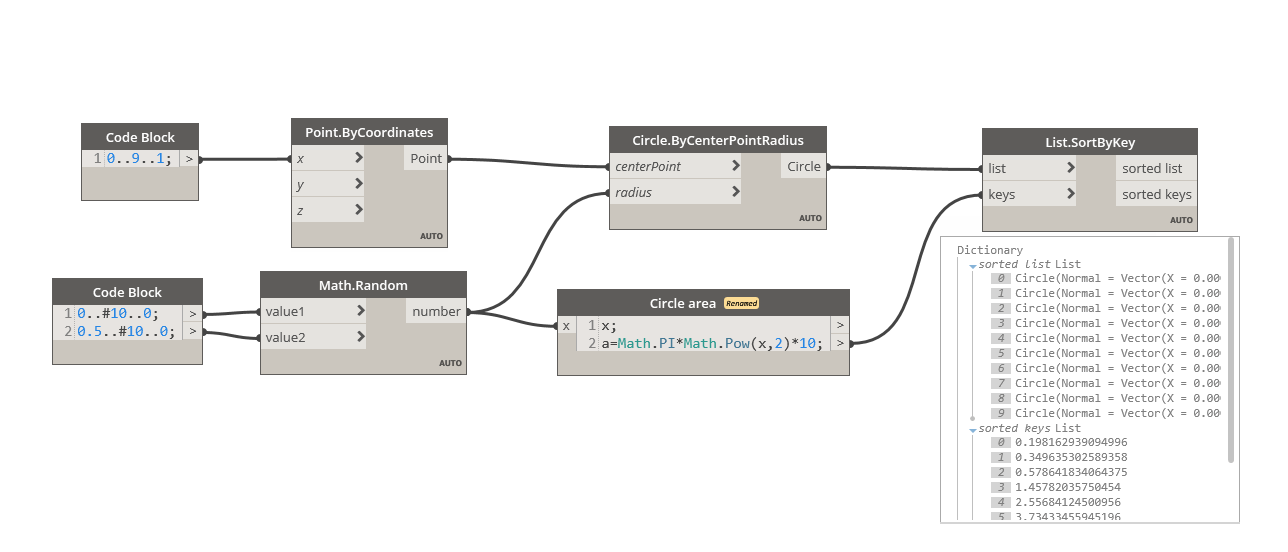 Code Block
1 0..9..1; >
Point.ByCoordinates
x > Point
y >
z >
AUTO
Circle.ByCenterPointRadius
centerPoint > Circle
radius >
AUTO
List.SortByKey
list > sorted list
keys > sorted keys
AUTO
Code Block
1 0..#10..0; >
2 0.5..#10..0; >
Math.Random
value1 > number
value2 >
AUTO
Circle area Renamed
x 1 x; >
2 a=Math.PI*Math.Pow(x,2)*10; >
Dictionary
sorted list List
0 Circle(Normal = Vector(X = 0.00
1 Circle(Normal = Vector(X = 0.00
2 Circle(Normal = Vector(X = 0.00
3 Circle(Normal = Vector(X = 0.00
4 Circle(Normal = Vector(X = 0.00
5 Circle(Normal = Vector(X = 0.00
6 Circle(Normal = Vector(X = 0.00
7 Circle(Normal = Vector(X = 0.00
8 Circle(Normal = Vector(X = 0.00
9 Circle(Normal = Vector(X = 0.00
sorted keys List
0 0.198162939094996
1 0.349635302589358
2 0.578641834064375
3 1.45782035750454
4 2.55684124500956
5 3.73433455945196